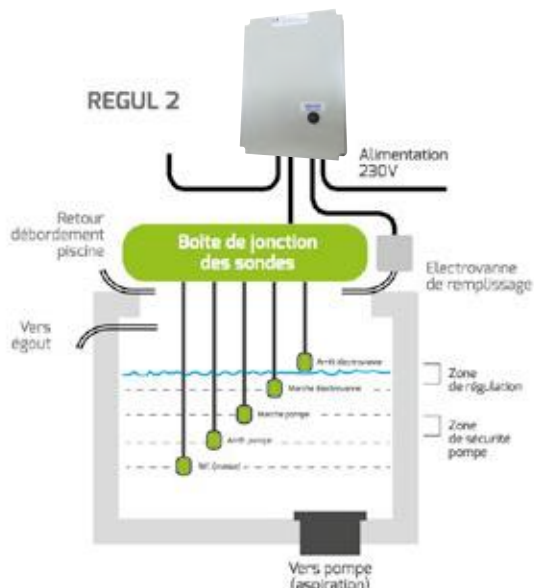 REGUL 2
Alimentation
230V
Retour
débordement
piscine
Boite de jonction
des sondes
Electrovanne
de remplissage
Vers
égout
Arrêt électrovanne
Marche électrovanne
Zone
de régulation
Marche pompe
Arrêt pompe
Zone
de sécurité
pompe
Vers pompe
(aspiration)